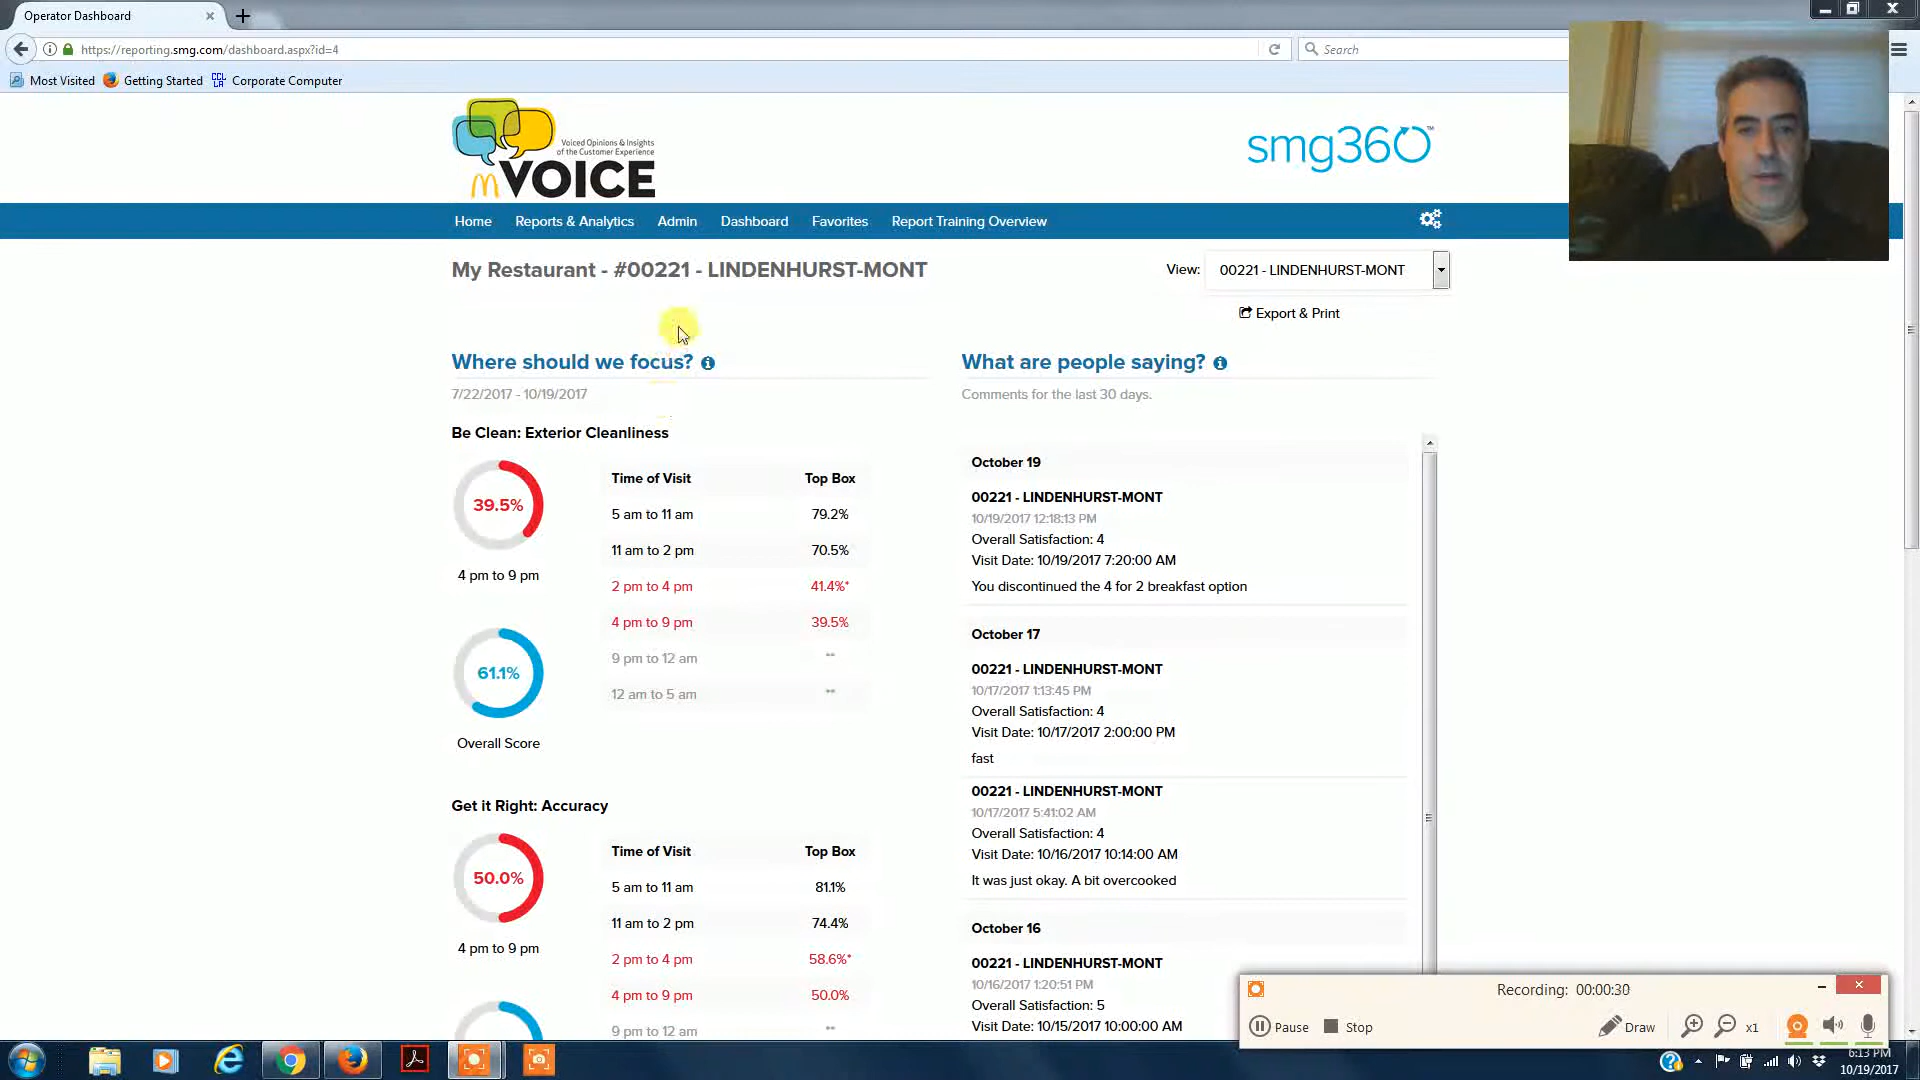 Operator Dashboard
https://reporting.smg.com/dashboard.aspx?id=4
Search
Most Visited
Getting Started
Corporate Computer
Voiced Opinions & Insights
of the Customer Experience
VOICE
smg360™
Home
Reports & Analytics
Admin
Dashboard
Favorites
Report Training Overview
My Restaurant - #00221 - LINDENHURST-MONT
View:
00221 - LINDENHURST-MONT
Export & Print
Where should we focus?
7/22/2017 - 10/19/2017
Be Clean: Exterior Cleanliness
39.5%
4 pm to 9 pm
61.1%
Overall Score
Time of Visit Top Box
5 am to 11 am 79.2%
11 am to 2 pm 70.5%
2 pm to 4 pm 41.4%*
4 pm to 9 pm 39.5%
9 pm to 12 am **
12 am to 5 am **
Get it Right: Accuracy
50.0%
4 pm to 9 pm
Time of Visit Top Box
5 am to 11 am 81.1%
11 am to 2 pm 74.4%
2 pm to 4 pm 58.6%*
4 pm to 9 pm 50.0%
9 pm to 12 am **
What are people saying?
Comments for the last 30 days.
October 19
00221 - LINDENHURST-MONT
10/19/2017 12:18:13 PM
Overall Satisfaction: 4
Visit Date: 10/19/2017 7:20:00 AM
You discontinued the 4 for 2 breakfast option
October 17
00221 - LINDENHURST-MONT
10/17/2017 1:13:45 PM
Overall Satisfaction: 4
Visit Date: 10/17/2017 2:00:00 PM
fast
00221 - LINDENHURST-MONT
10/17/2017 5:41:02 AM
Overall Satisfaction: 4
Visit Date: 10/16/2017 10:14:00 AM
It was just okay. A bit overcooked
October 16
00221 - LINDENHURST-MONT
10/16/2017 1:20:51 PM
Overall Satisfaction: 5
Visit Date: 10/15/2017 10:00:00 AM
Recording: 00:00:30
Pause
Stop
Draw
x1
6:13 PM
10/19/2017